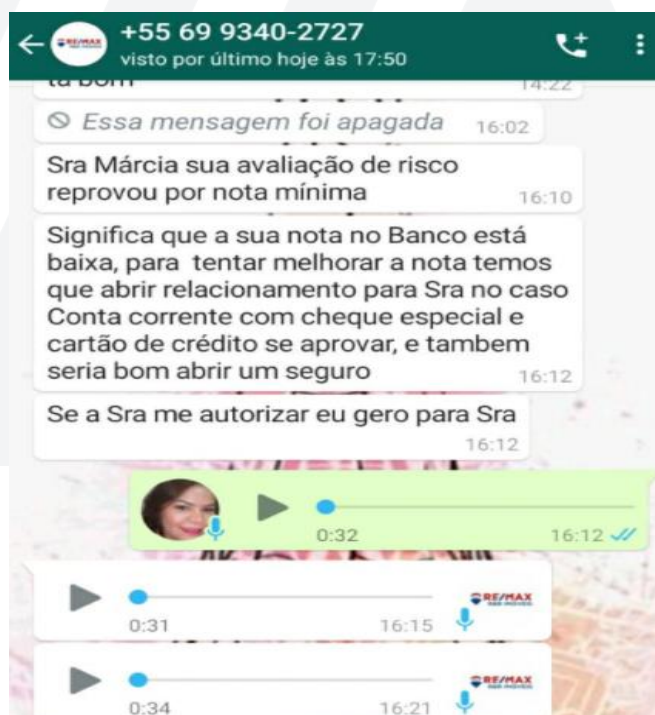 +55 69 9340-2727
visto por último hoje às 17:50
tá bom 14:22
Essa mensagem foi apagada 16:02
Sra Márcia sua avaliação de risco
reprovou por nota mínima 16:10
Significa que a sua nota no Banco está
baixa, para tentar melhorar a nota temos
que abrir relacionamento para Sra no caso
Conta corrente com cheque especial e
cartão de crédito se aprovar, e tambem
seria bom abrir um seguro 16:12
Se a Sra me autorizar eu gero para Sra
16:12
0:32 16:12
RE/MAX
0:31 16:15
RE/MAX
0:34 16:21